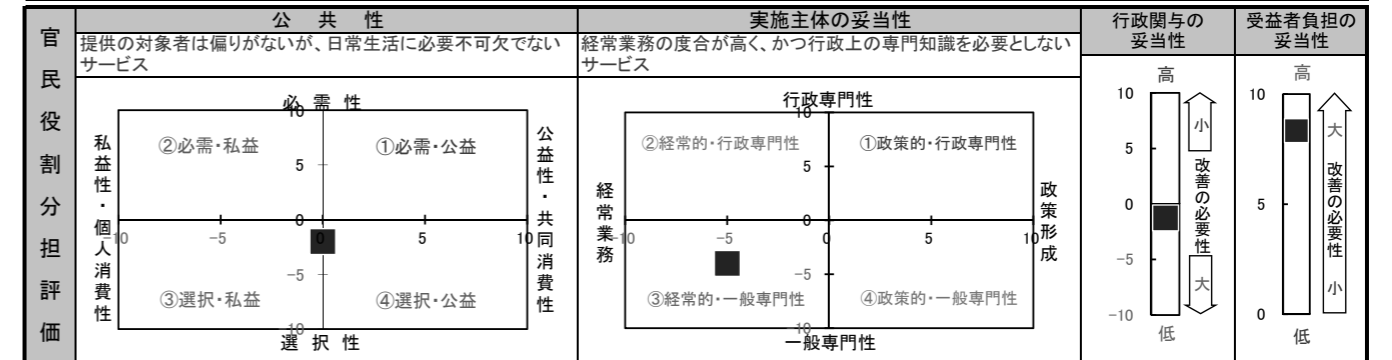 官民役割分担評価
公共性
提供の対象者は偏りがないが、日常生活に必要不可欠でない
サービス
必需性
私益性・個人消費性
②必需・私益
①必需・公益
③選択・私益
④選択・公益
公益性・共同消費性
選択性
10
5
0
-5
-10
-10
-5
0
5
10
実施主体の妥当性
経常業務の度合が高く、かつ行政上の専門知識を必要としない
サービス
行政専門性
経常業務
②経常的・行政専門性
①政策的・行政専門性
③経常的・一般専門性
④政策的・一般専門性
政策形成
一般専門性
10
5
0
-5
-10
-10
-5
0
5
10
行政関与の
妥当性
高
10
5
0
-5
-10
低
小
改善の必要性
大
受益者負担の
妥当性
高
10
5
0
低
大
改善の必要性
小